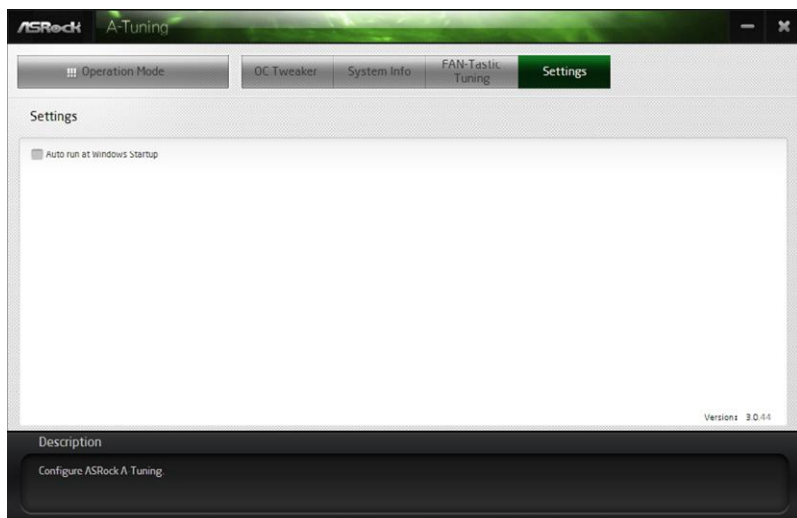 ASRock A-Tuning
Operation Mode
OC Tweaker
System Info
FAN-Tastic
Tuning
Settings
Settings
Auto run at Windows Startup
Version: 3.0.44
Description
Configure ASRock A-Tuning.